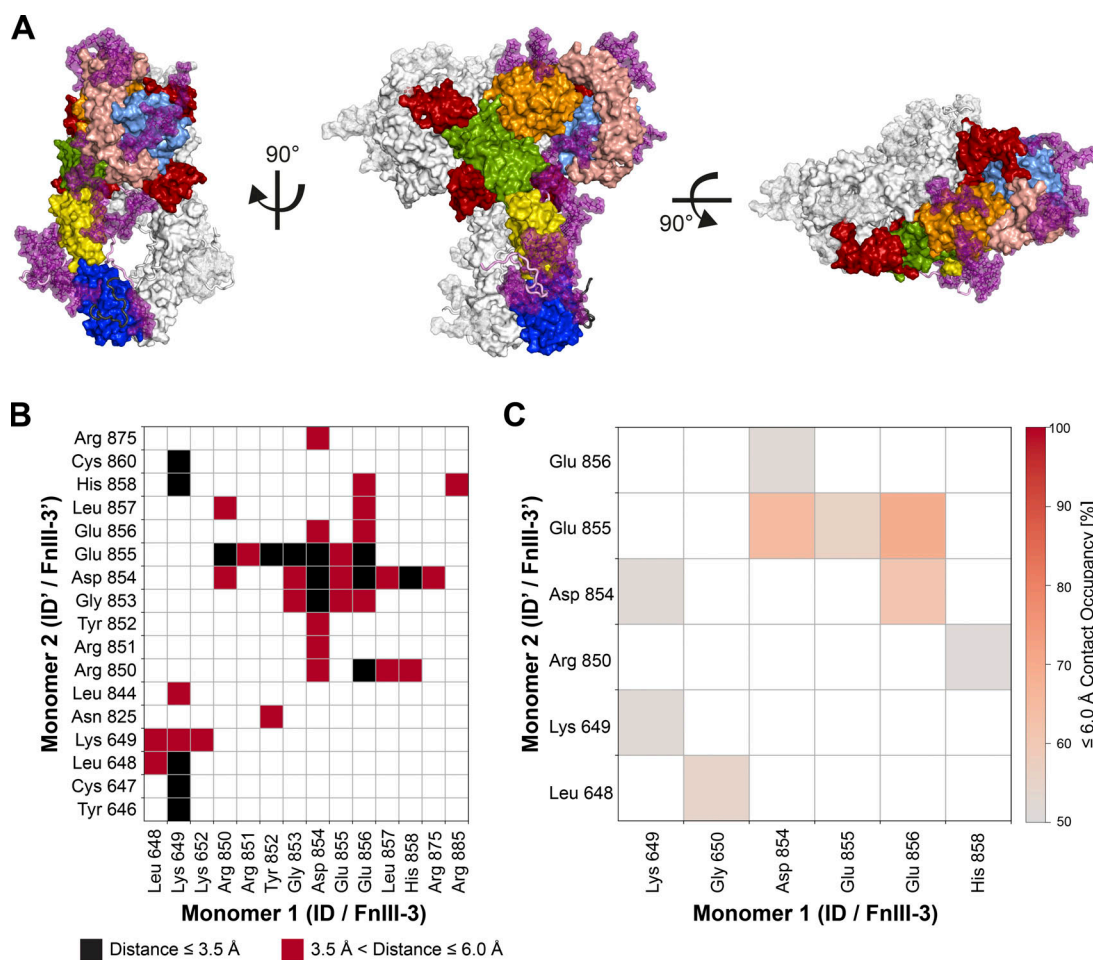 A
90°
90°
B
Monomer 2 (ID' / FnIII-3')
Arg 875
Cys 860
His 858
Leu 857
Glu 856
Glu 855
Asp 854
Gly 853
Tyr 852
Arg 851
Arg 850
Leu 844
Asn 825
Lys 649
Leu 648
Cys 647
Tyr 646
Leu 648
Lys 649
Lys 652
Arg 850
Arg 851
Tyr 852
Gly 853
Asp 854
Glu 855
Glu 856
Leu 857
His 858
Arg 875
Arg 885
Monomer 1 (ID / FnIII-3)
Distance ≤ 3.5 Å
3.5 Å < Distance ≤ 6.0 Å
C
Monomer 2 (ID' / FnIII-3')
Glu 856
Glu 855
Asp 854
Arg 850
Lys 649
Leu 648
Lys 649
Gly 650
Asp 854
Glu 855
Glu 856
His 858
Monomer 1 (ID / FnIII-3)
100
90
80
70
60
50
≤ 6.0 Å Contact Occupancy [%]